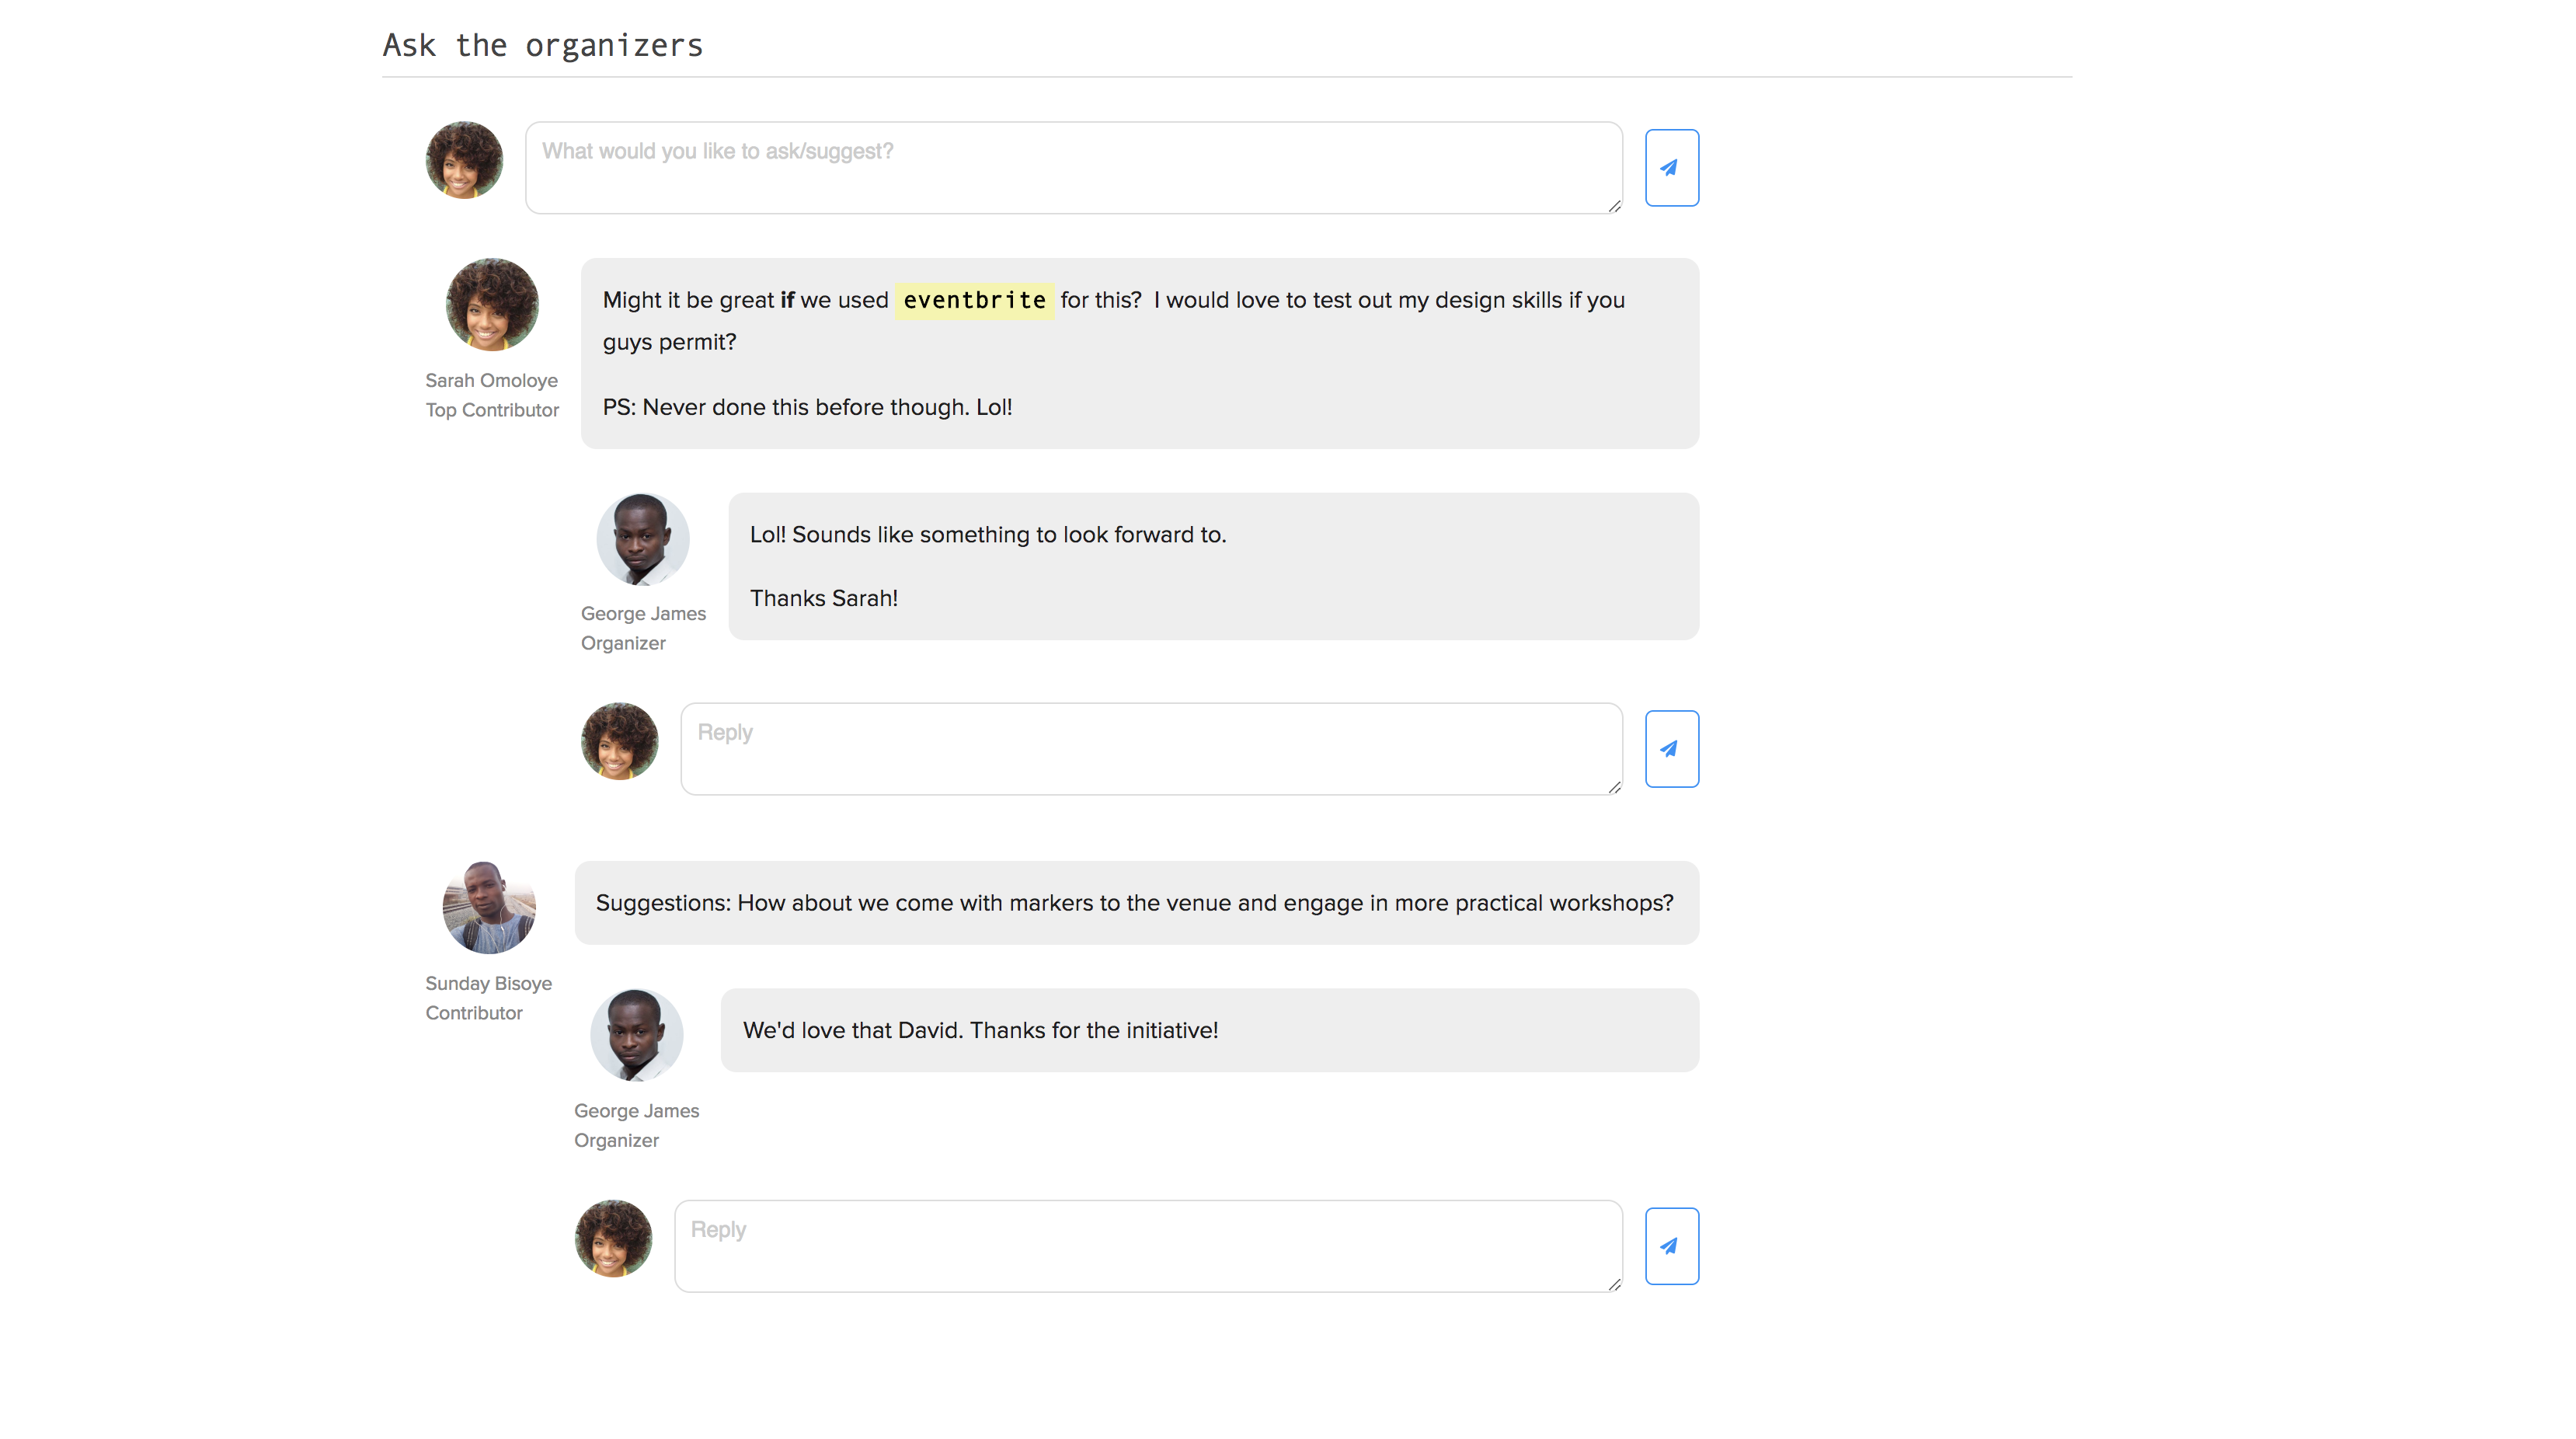 Ask the organizers
What would you like to ask/suggest?
Might it be great if we used eventbrite for this? I would love to test out my design skills if you
guys permit?
PS: Never done this before though. Lol!
Sarah Omoloye
Top Contributor
Lol! Sounds like something to look forward to.
Thanks Sarah!
George James
Organizer
Reply
Suggestions: How about we come with markers to the venue and engage in more practical workshops?
Sunday Bisoye
Contributor
We'd love that David. Thanks for the initiative!
George James
Organizer
Reply